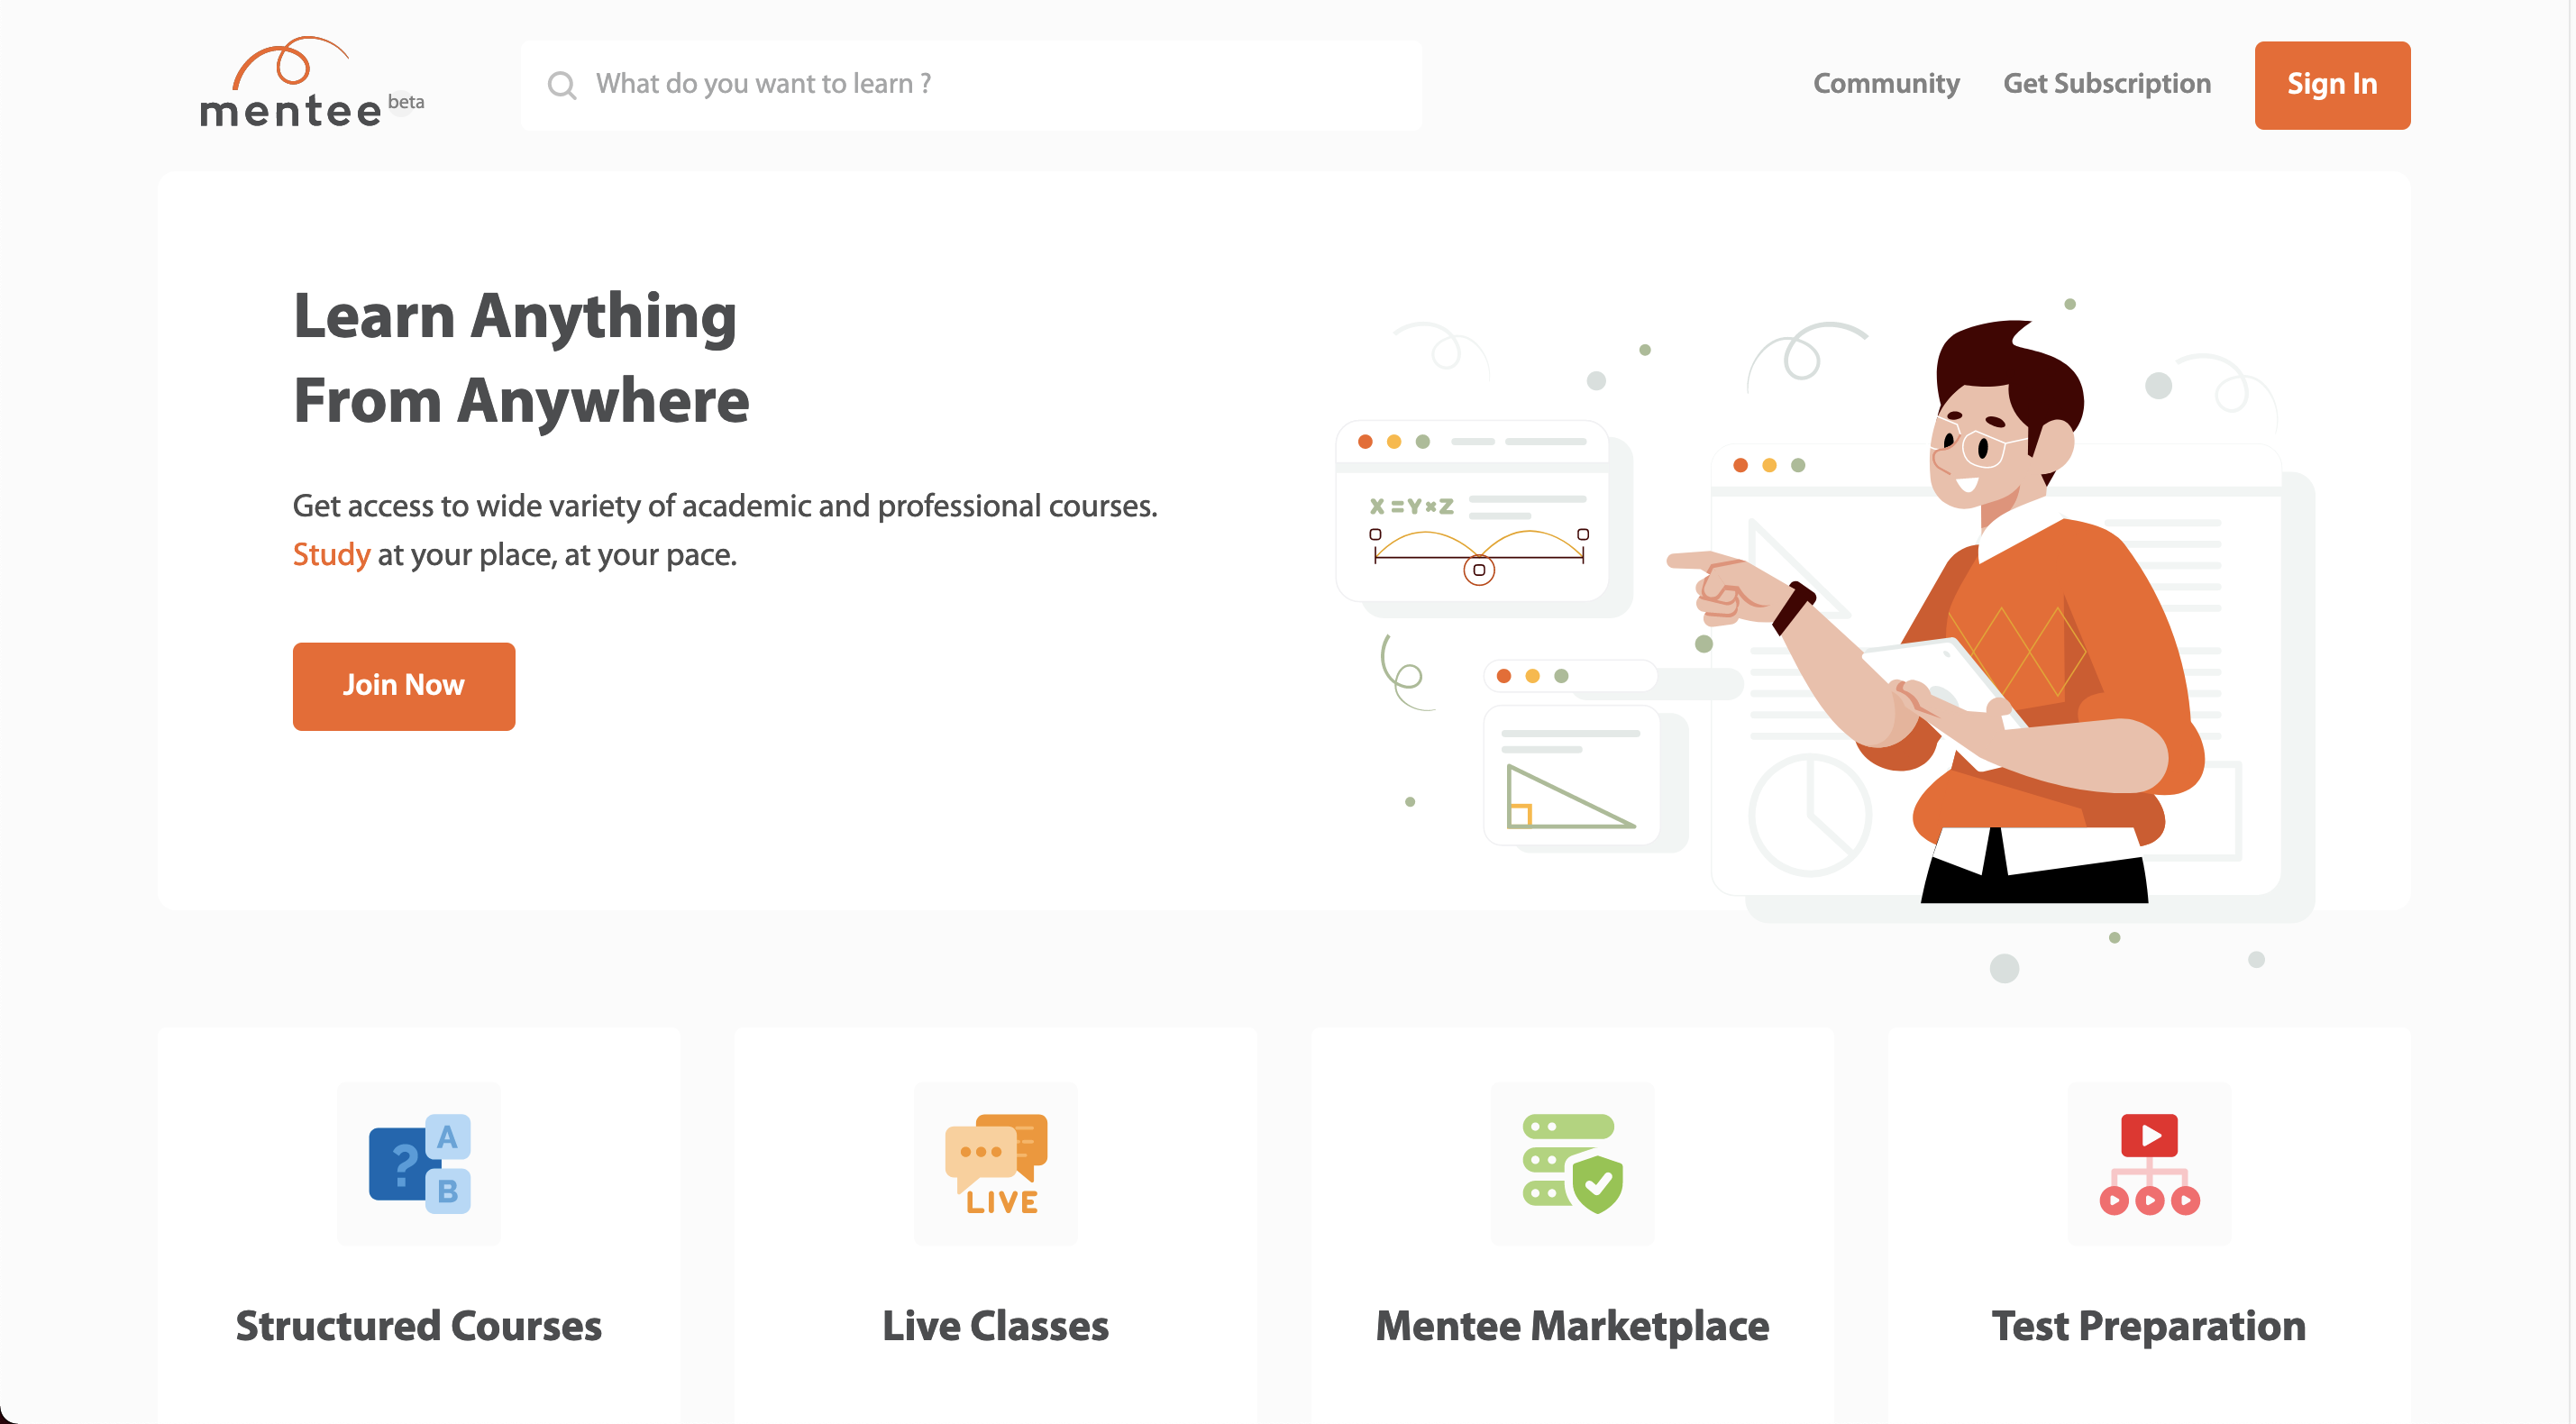 mentee beta
What do you want to learn ?
Community
Get Subscription
Sign In
Learn Anything
From Anywhere
Get access to wide variety of academic and professional courses.
Study at your place, at your pace.
Join Now
X = Y × Z
? A
B
LIVE
Structured Courses
Live Classes
Mentee Marketplace
Test Preparation